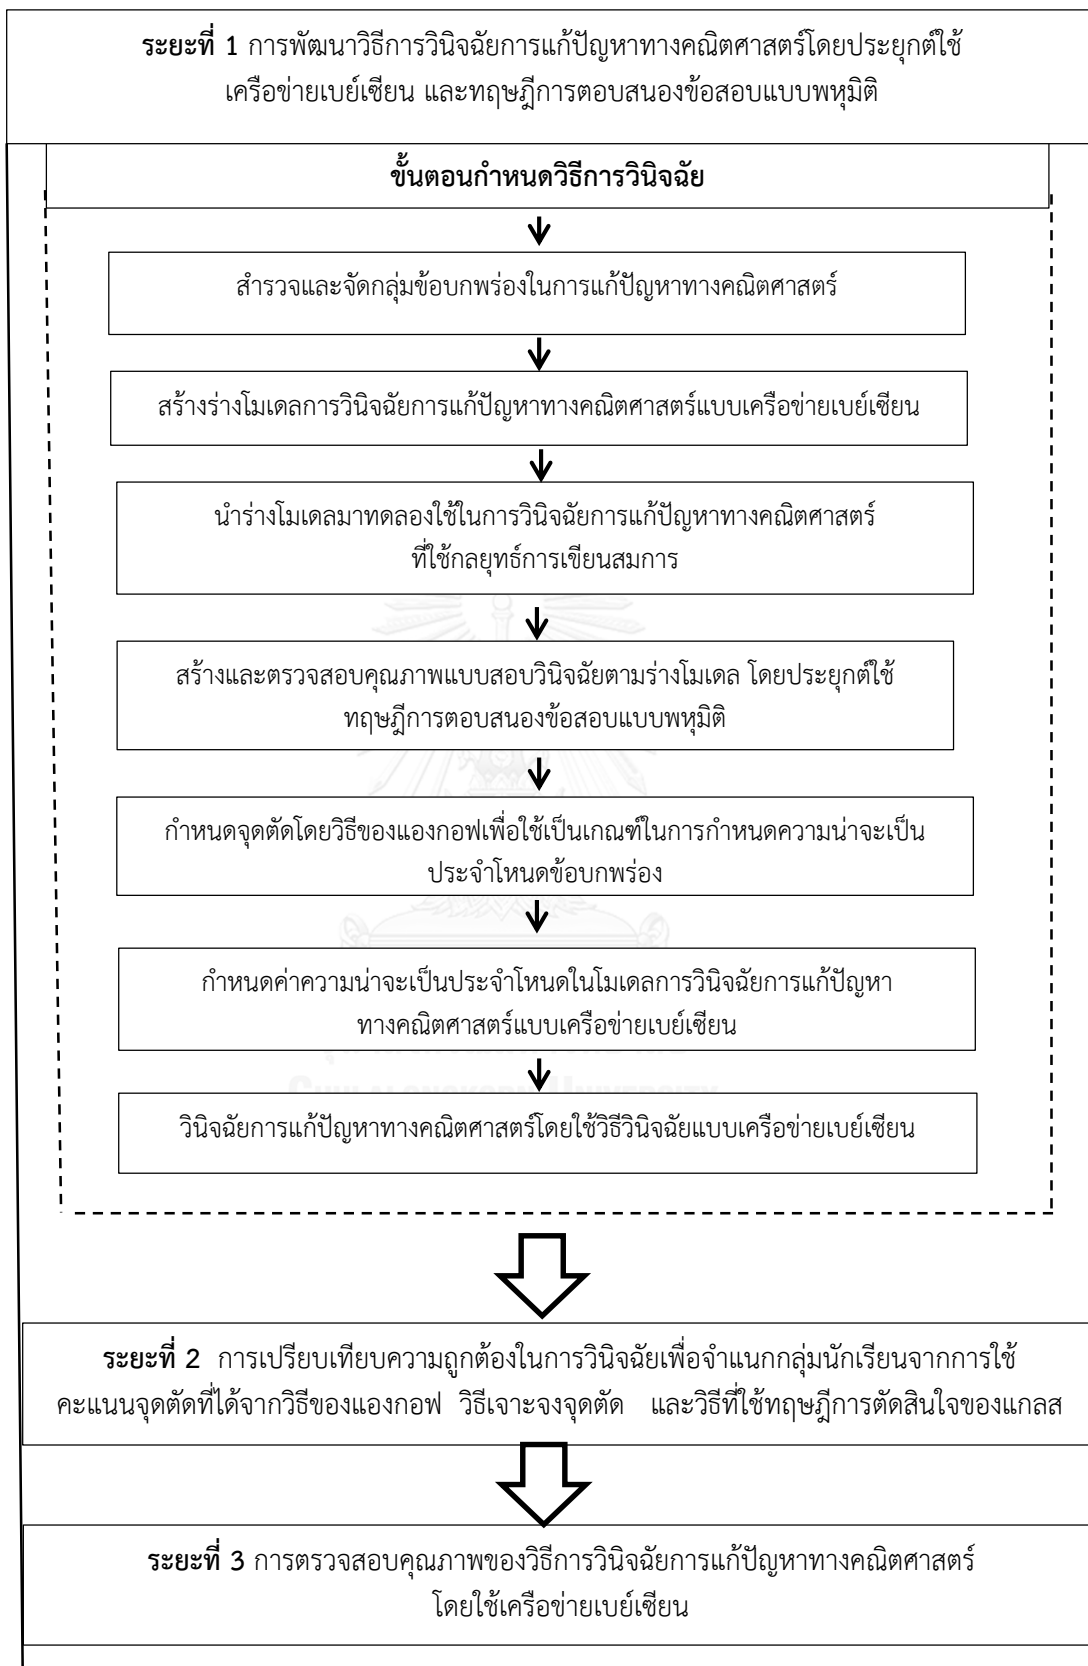 ระยะที่ 1 การพัฒนาวิธีการวินิจฉัยการแก้ปัญหาทางคณิตศาสตร์โดยประยุกต์ใช้
เครือข่ายเบย์เซียน และทฤษฎีการตอบสนองข้อสอบแบบพหุมิติ
ขั้นตอนกำหนดวิธีการวินิจฉัย
สำรวจและจัดกลุ่มข้อบกพร่องในการแก้ปัญหาทางคณิตศาสตร์
สร้างร่างโมเดลการวินิจฉัยการแก้ปัญหาทางคณิตศาสตร์แบบเครือข่ายเบย์เซียน
นำร่างโมเดลมาทดลองใช้ในการวินิจฉัยการแก้ปัญหาทางคณิตศาสตร์
ที่ใช้กลยุทธ์การเขียนสมการ
สร้างและตรวจสอบคุณภาพแบบสอบวินิจฉัยตามร่างโมเดล โดยประยุกต์ใช้
ทฤษฎีการตอบสนองข้อสอบแบบพหุมิติ
กำหนดจุดตัดโดยวิธีของแองกอฟเพื่อใช้เป็นเกณฑ์ในการกำหนดความน่าจะเป็น
ประจำโหนดข้อบกพร่อง
กำหนดค่าความน่าจะเป็นประจำโหนดในโมเดลการวินิจฉัยการแก้ปัญหา
ทางคณิตศาสตร์แบบเครือข่ายเบย์เซียน
CHULALONGKORN UNIVERSITY
วินิจฉัยการแก้ปัญหาทางคณิตศาสตร์โดยใช้วิธีวินิจฉัยแบบเครือข่ายเบย์เซียน
ระยะที่ 2 การเปรียบเทียบความถูกต้องในการวินิจฉัยเพื่อจำแนกกลุ่มนักเรียนจากการใช้
คะแนนจุดตัดที่ได้จากวิธีของแองกอฟ วิธีเจาะจงจุดตัด และวิธีที่ใช้ทฤษฎีการตัดสินใจของแกลส
ระยะที่ 3 การตรวจสอบคุณภาพของวิธีการวินิจฉัยการแก้ปัญหาทางคณิตศาสตร์
โดยใช้เครือข่ายเบย์เซียน